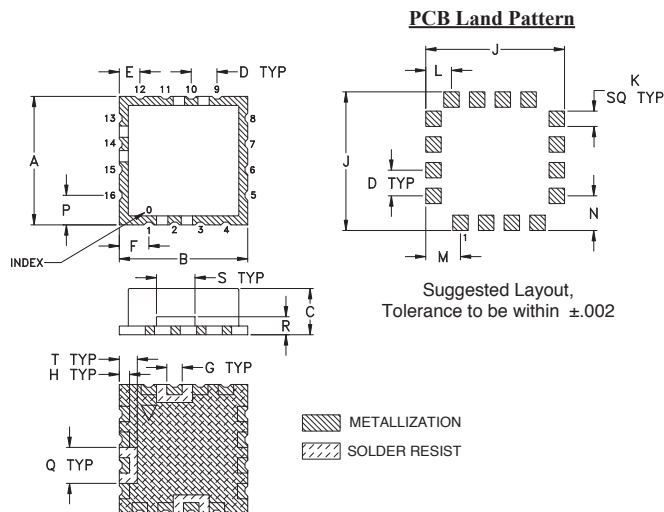 PCB Land Pattern
E
D TYP
12 11 10 9
13
14
15
16
8
7
6
5
A
P
0
1 2 3 4
F
B
INDEX
S TYP
C
R
T TYP
H TYP
G TYP
Q TYP
J
L
K
SQ TYP
J
D TYP
N
M
1
Suggested Layout,
Tolerance to be within ±.002
METALLIZATION
SOLDER RESIST